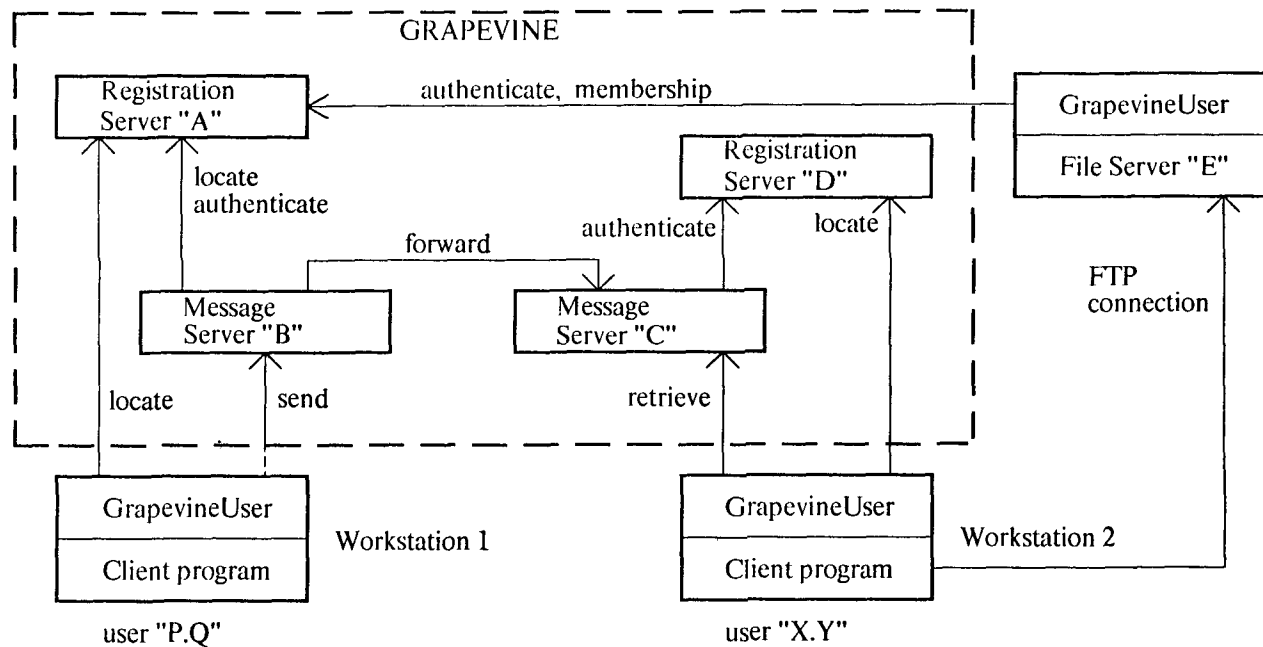 GRAPEVINE
Registration
Server "A"
authenticate, membership
GrapevineUser
File Server "E"
Registration
Server "D"
locate
authenticate
forward
authenticate
locate
FTP
connection
Message
Server "B"
Message
Server "C"
locate
send
retrieve
GrapevineUser
Client program
Workstation 1
GrapevineUser
Client program
Workstation 2
user "P.Q"
user "X.Y"